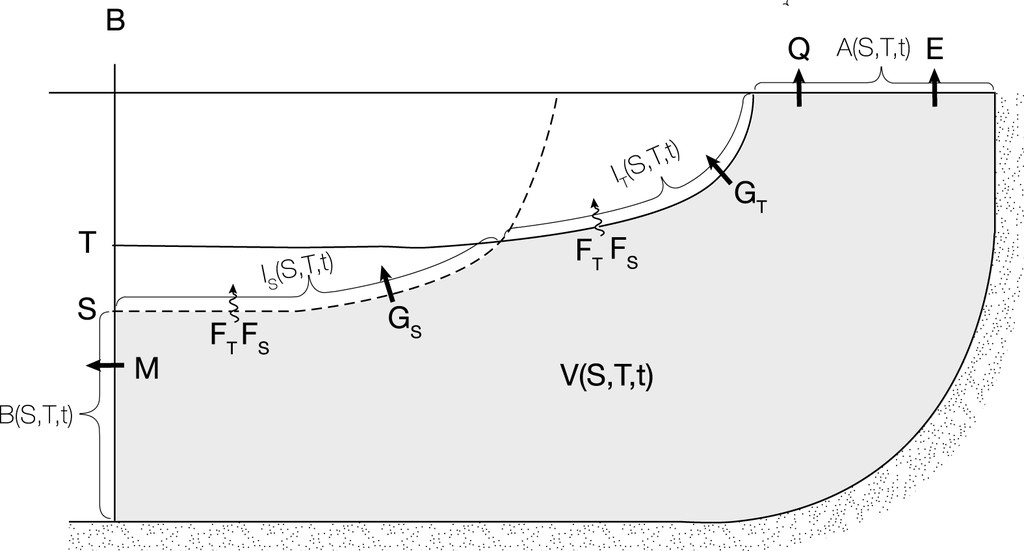 B
Q A(S,T,t) E
I_T(S,T,t)
G_T
T
F_T F_S
I_S(S,T,t)
S
G_S
F_T F_S
M
V(S,T,t)
B(S,T,t)